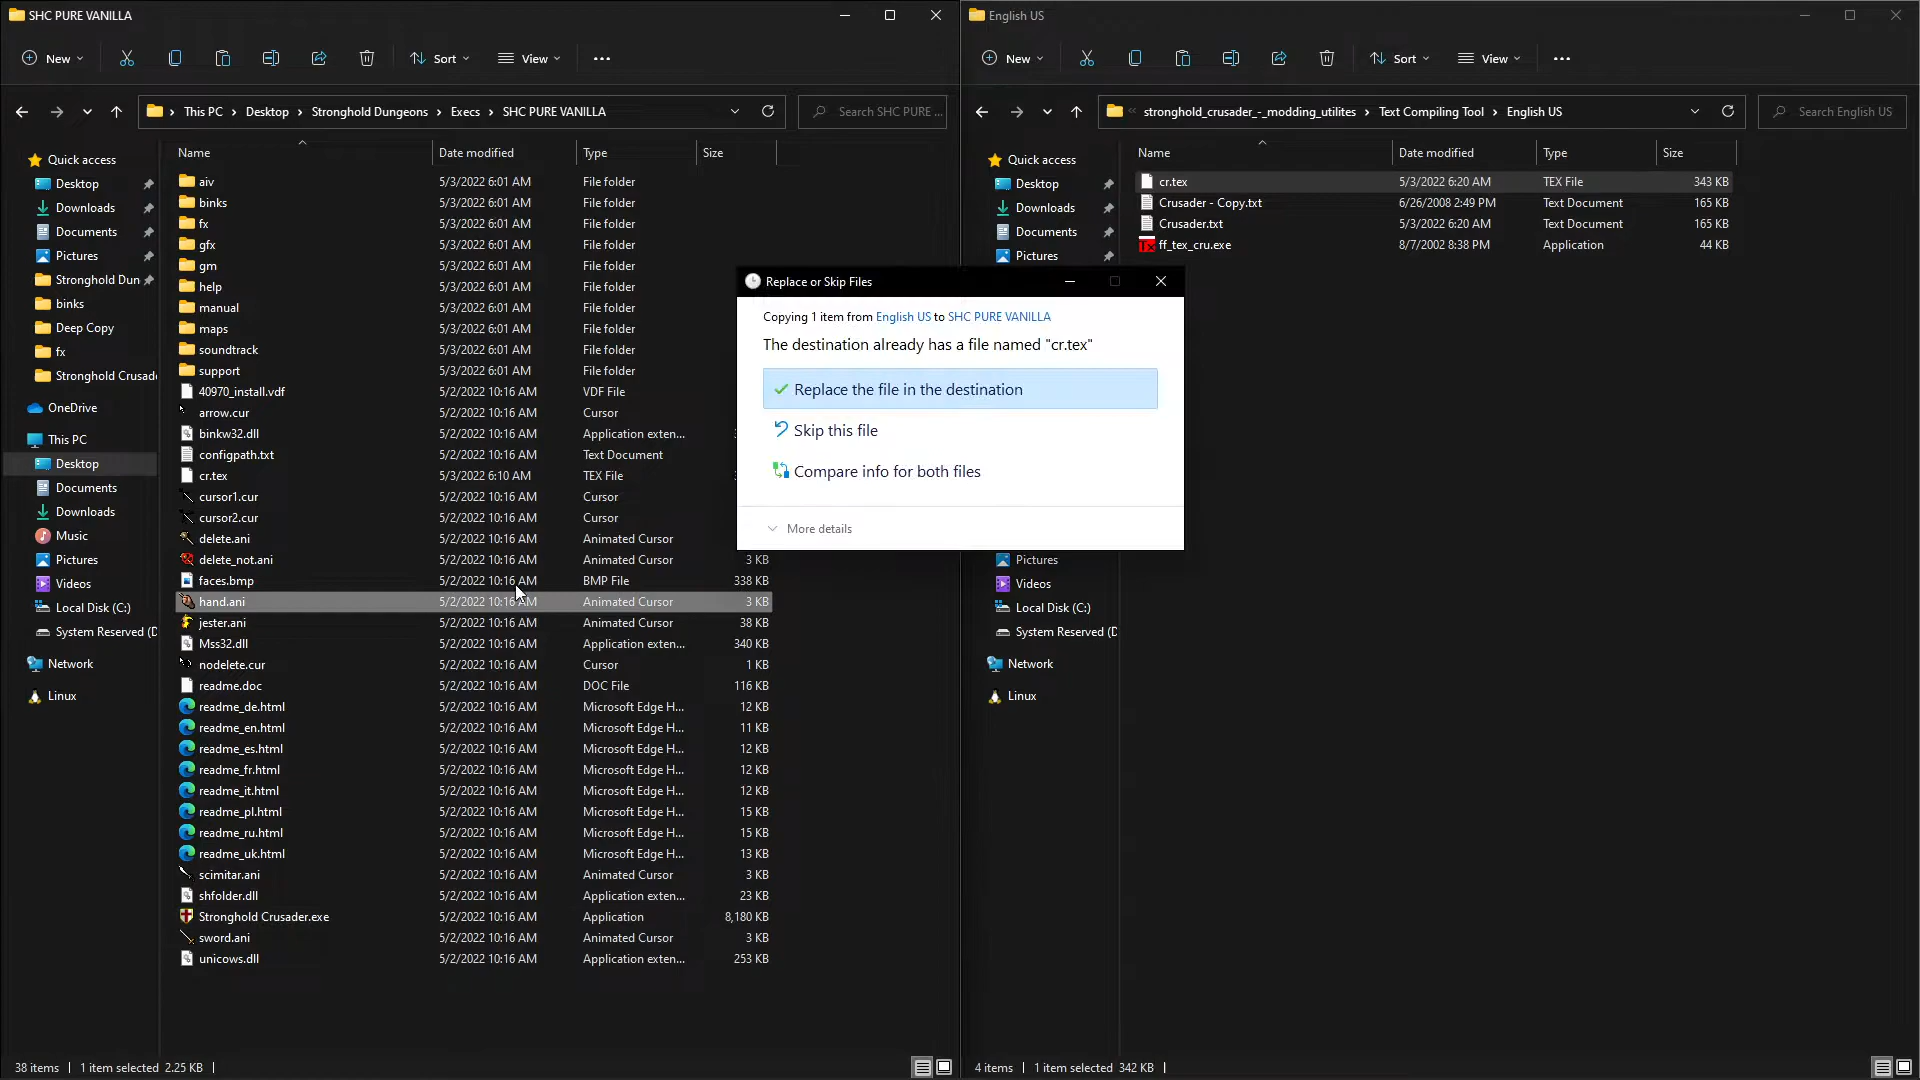 SHC PURE VANILLA
New
Sort
View
This PC > Desktop > Stronghold Dungeons > Execs > SHC PURE VANILLA
Search SHC PURE ...
Quick access
Desktop
Downloads
Documents
Pictures
Stronghold Dun
binks
Deep Copy
fx
Stronghold Crusade
OneDrive
This PC
Desktop
Documents
Downloads
Music
Pictures
Videos
Local Disk (C:)
System Reserved (D
Network
Linux
Name Date modified Type Size
aiv 5/3/2022 6:01 AM File folder
binks 5/3/2022 6:01 AM File folder
fx 5/3/2022 6:01 AM File folder
gfx 5/3/2022 6:01 AM File folder
gm 5/3/2022 6:01 AM File folder
help 5/3/2022 6:01 AM File folder
manual 5/3/2022 6:01 AM File folder
maps 5/3/2022 6:01 AM File folder
soundtrack 5/3/2022 6:01 AM File folder
support 5/3/2022 6:01 AM File folder
40970_install.vdf 5/2/2022 10:16 AM VDF File
arrow.cur 5/2/2022 10:16 AM Cursor
binkw32.dll 5/2/2022 10:16 AM Application exten...
configpath.txt 5/2/2022 10:16 AM Text Document
cr.tex 5/3/2022 6:10 AM TEX File
cursor1.cur 5/2/2022 10:16 AM Cursor
cursor2.cur 5/2/2022 10:16 AM Cursor
delete.ani 5/2/2022 10:16 AM Animated Cursor
delete_not.ani 5/2/2022 10:16 AM Animated Cursor 3 KB
faces.bmp 5/2/2022 10:16 AM BMP File 338 KB
hand.ani 5/2/2022 10:16 AM Animated Cursor 3 KB
jester.ani 5/2/2022 10:16 AM Animated Cursor 38 KB
Mss32.dll 5/2/2022 10:16 AM Application exten... 340 KB
nodelete.cur 5/2/2022 10:16 AM Cursor 1 KB
readme.doc 5/2/2022 10:16 AM DOC File 116 KB
readme_de.html 5/2/2022 10:16 AM Microsoft Edge H... 12 KB
readme_en.html 5/2/2022 10:16 AM Microsoft Edge H... 11 KB
readme_es.html 5/2/2022 10:16 AM Microsoft Edge H... 12 KB
readme_fr.html 5/2/2022 10:16 AM Microsoft Edge H... 12 KB
readme_it.html 5/2/2022 10:16 AM Microsoft Edge H... 12 KB
readme_pl.html 5/2/2022 10:16 AM Microsoft Edge H... 15 KB
readme_ru.html 5/2/2022 10:16 AM Microsoft Edge H... 15 KB
readme_uk.html 5/2/2022 10:16 AM Microsoft Edge H... 13 KB
scimitar.ani 5/2/2022 10:16 AM Animated Cursor 3 KB
shfolder.dll 5/2/2022 10:16 AM Application exten... 23 KB
Stronghold Crusader.exe 5/2/2022 10:16 AM Application 8,180 KB
sword.ani 5/2/2022 10:16 AM Animated Cursor 3 KB
unicows.dll 5/2/2022 10:16 AM Application exten... 253 KB
38 items | 1 item selected 2.25 KB |
English US
New
Sort
View
« stronghold_crusader_-_modding_utilites > Text Compiling Tool > English US
Search English US
Quick access
Desktop
Downloads
Documents
Pictures
Pictures
Videos
Local Disk (C:)
System Reserved (D
Network
Linux
Name Date modified Type Size
cr.tex 5/3/2022 6:20 AM TEX File 343 KB
Crusader - Copy.txt 6/26/2008 2:49 PM Text Document 165 KB
Crusader.txt 5/3/2022 6:20 AM Text Document 165 KB
ff_tex_cru.exe 8/7/2002 8:38 PM Application 44 KB
4 items | 1 item selected 342 KB |
Replace or Skip Files
Copying 1 item from English US to SHC PURE VANILLA
The destination already has a file named "cr.tex"
Replace the file in the destination
Skip this file
Compare info for both files
More details